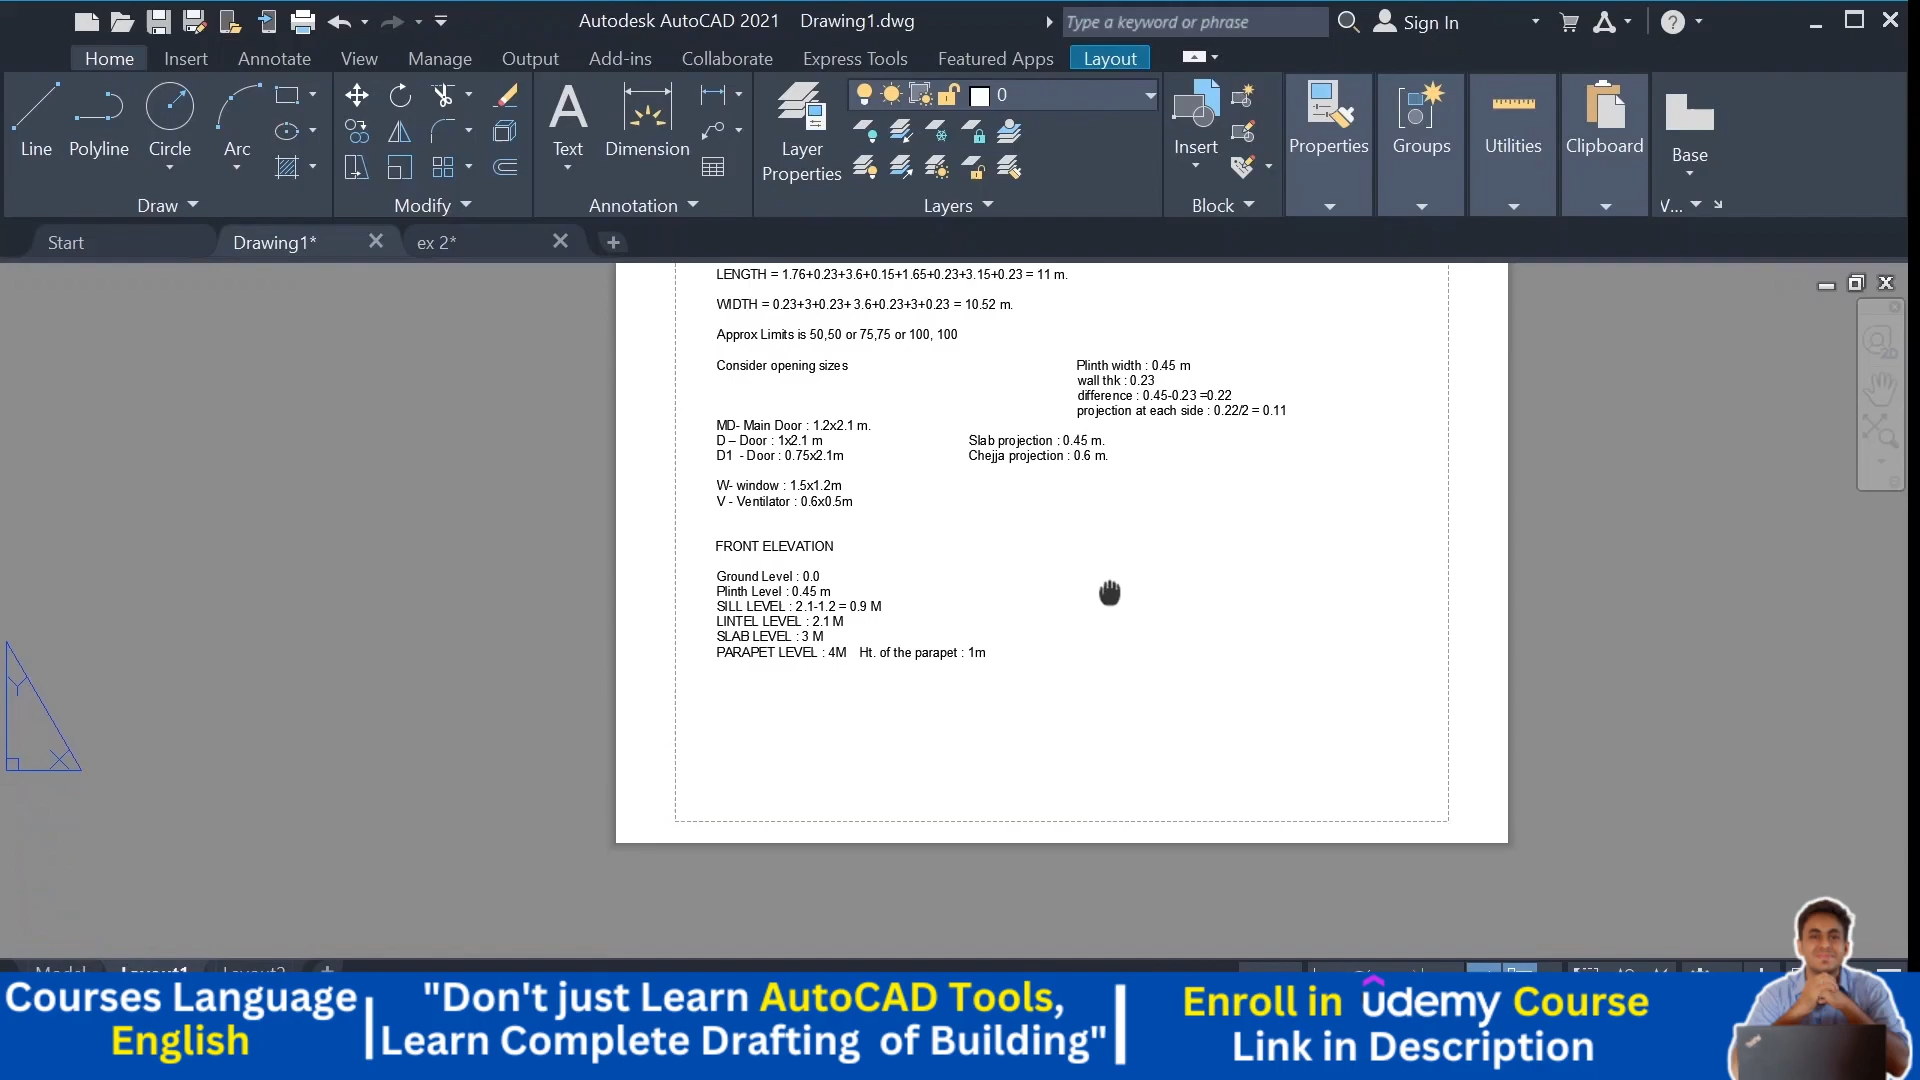 Autodesk AutoCAD 2021 Drawing1.dwg
Type a keyword or phrase
Sign In
Home Insert Annotate View Manage Output Add-ins Collaborate Express Tools Featured Apps Layout
Line Polyline Circle Arc
Text Dimension
Layer
Properties
0
Insert
Properties Groups Utilities Clipboard
Base
Draw Modify Annotation Layers Block V...
Start Drawing1* ex 2*
LENGTH = 1.76+0.23+3.6+0.15+1.65+0.23+3.15+0.23 = 11 m.
WIDTH = 0.23+3+0.23+ 3.6+0.23+3+0.23 = 10.52 m.
Approx Limits is 50,50 or 75,75 or 100, 100
Consider opening sizes
Plinth width : 0.45 m
wall thk : 0.23
difference : 0.45-0.23 =0.22
projection at each side : 0.22/2 = 0.11
MD- Main Door : 1.2x2.1 m.
D – Door : 1x2.1 m
D1 - Door : 0.75x2.1m
Slab projection : 0.45 m.
Chejja projection : 0.6 m.
W- window : 1.5x1.2m
V - Ventilator : 0.6x0.5m
FRONT ELEVATION
Ground Level : 0.0
Plinth Level : 0.45 m
SILL LEVEL : 2.1-1.2 = 0.9 M
LINTEL LEVEL : 2.1 M
SLAB LEVEL : 3 M
PARAPET LEVEL : 4M Ht. of the parapet : 1m
Y
X
2D
Model Layout1 Layout2
Courses Language
English
"Don't just Learn AutoCAD Tools,
Learn Complete Drafting of Building"
Enroll in udemy Course
Link in Description